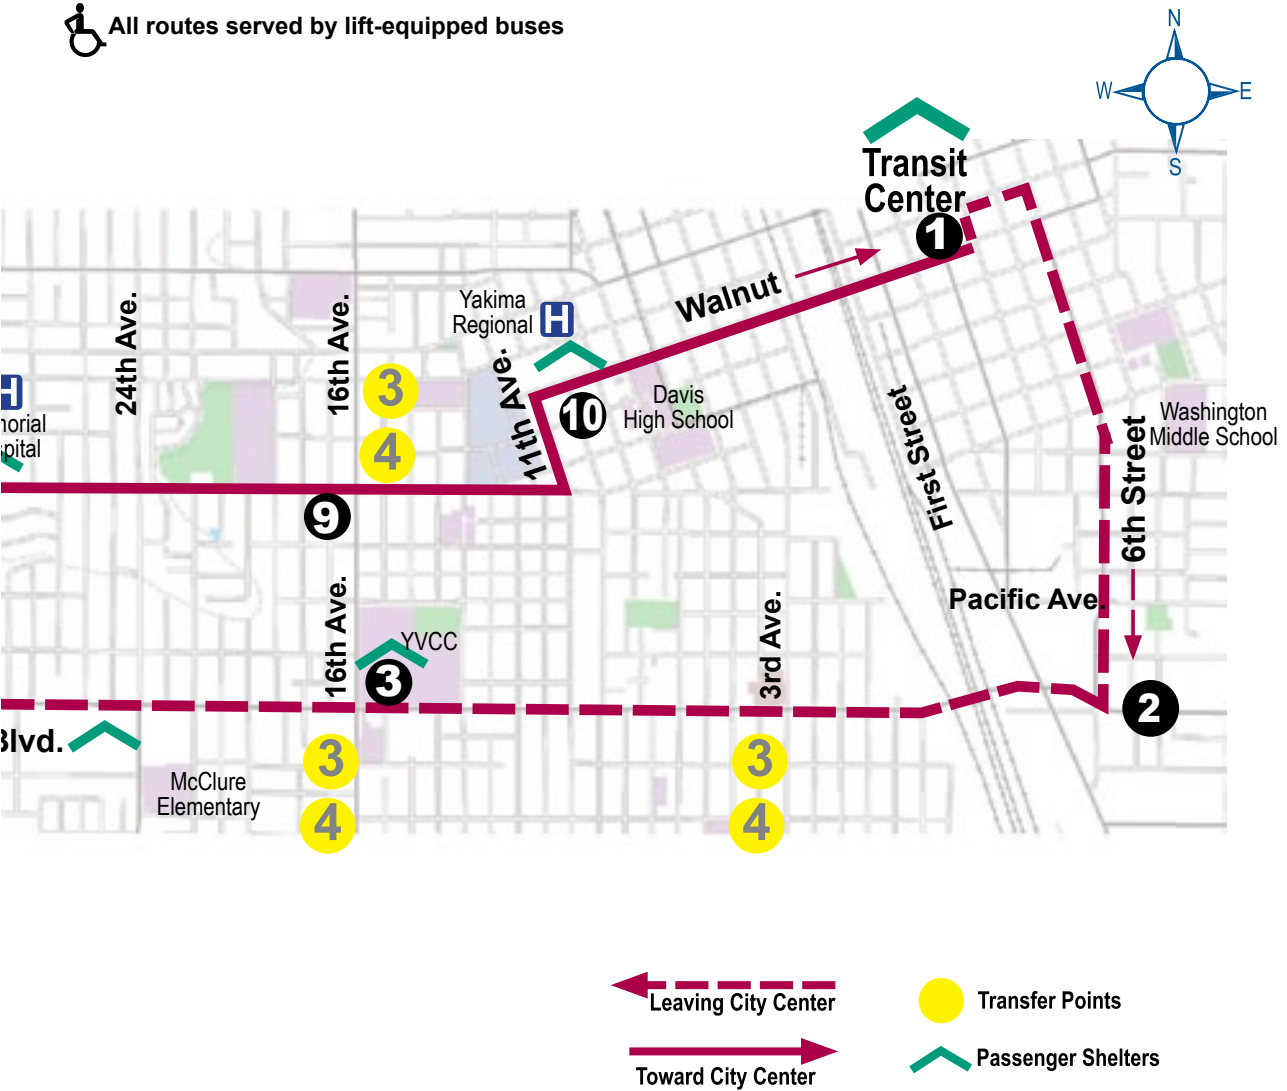 All routes served by lift-equipped buses
N
W
E
S
Transit
Center
1
Walnut
Yakima
Regional
H
24th Ave.
16th Ave.
3
4
11th Ave.
10
Davis
High School
First Street
Washington
Middle School
6th Street
H
norial
spital
9
Pacific Ave.
16th Ave.
YVCC
3
3rd Ave.
2
Blvd.
3
4
3
4
McClure
Elementary
Leaving City Center
Transfer Points
Toward City Center
Passenger Shelters